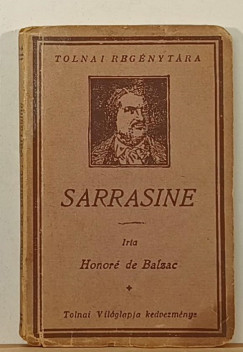 TOLNAI REGÉNYTÁRA
SARRASINE
Irta
Honoré de Balzac
Tolnai Világlapja kedvezménye